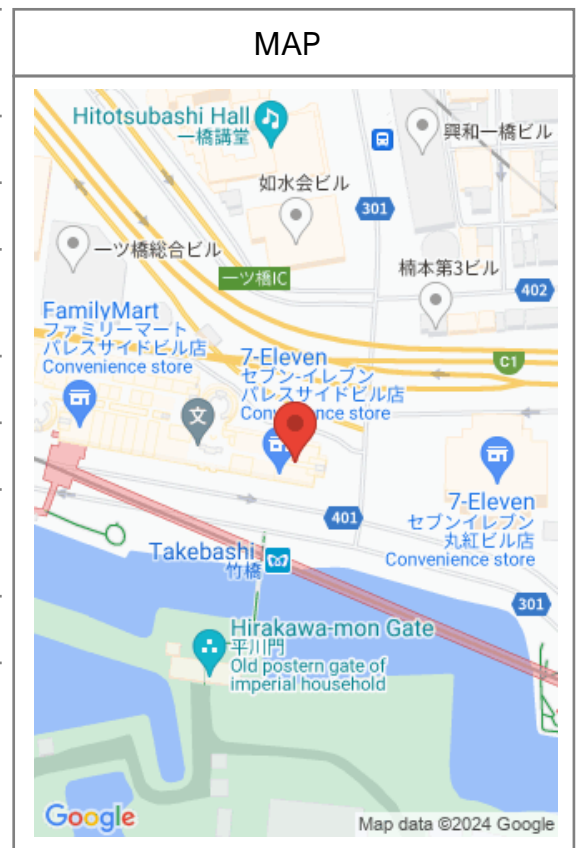 MAP
Hitotsubashi Hall
一橋講堂
興和一橋ビル
如水会ビル
301
一ツ橋総合ビル
一ツ橋IC
楠本第3ビル
402
FamilyMart
ファミリーマート
パレスサイドビル店
Convenience store
7-Eleven
セブン-イレブン
パレスサイドビル店
C1
文
7-Eleven
セブンイレブン
丸紅ビル店
Convenience store
401
Takebashi
竹橋
301
Hirakawa-mon Gate
平川門
Old postern gate of
imperial household
Google
Map data ©2024 Google